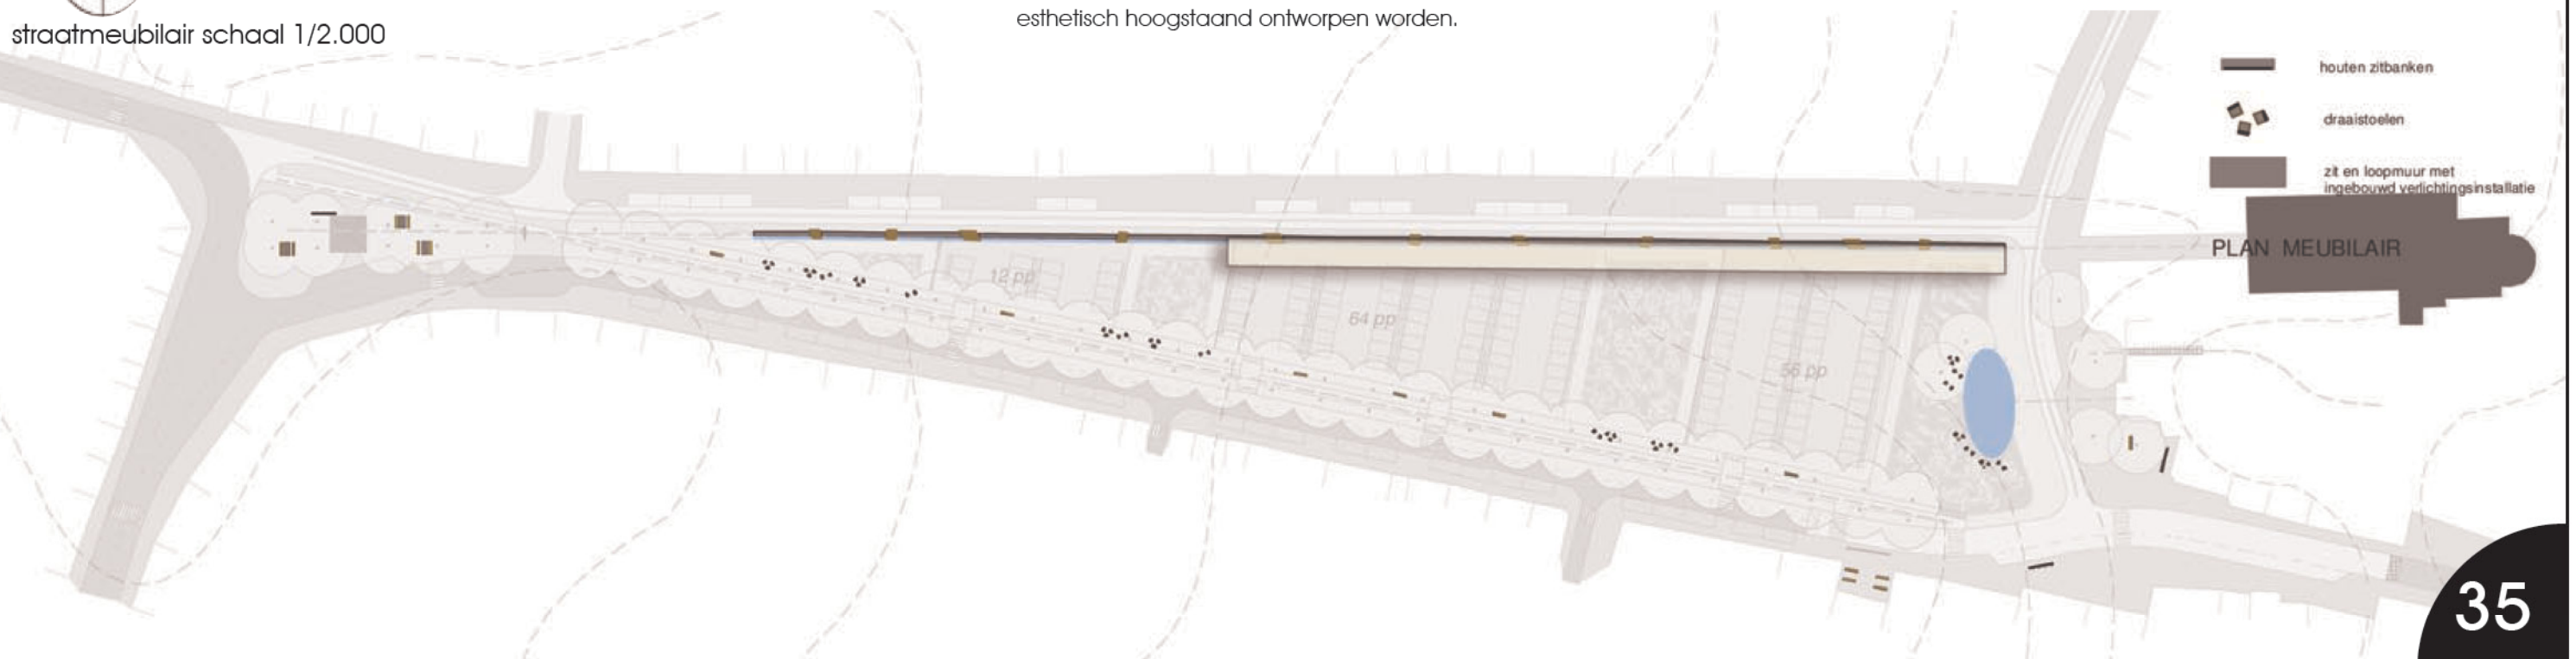 esthetisch hoogstaand ontworpen worden.
straatmeubilair schaal 1/2.000
houten zitbanken
draaistoelen
zit en loopmuur met
ingebouwd verlichtingsinstallatie
PLAN MEUBILAIR
12 pp
64 pp
56 pp
35